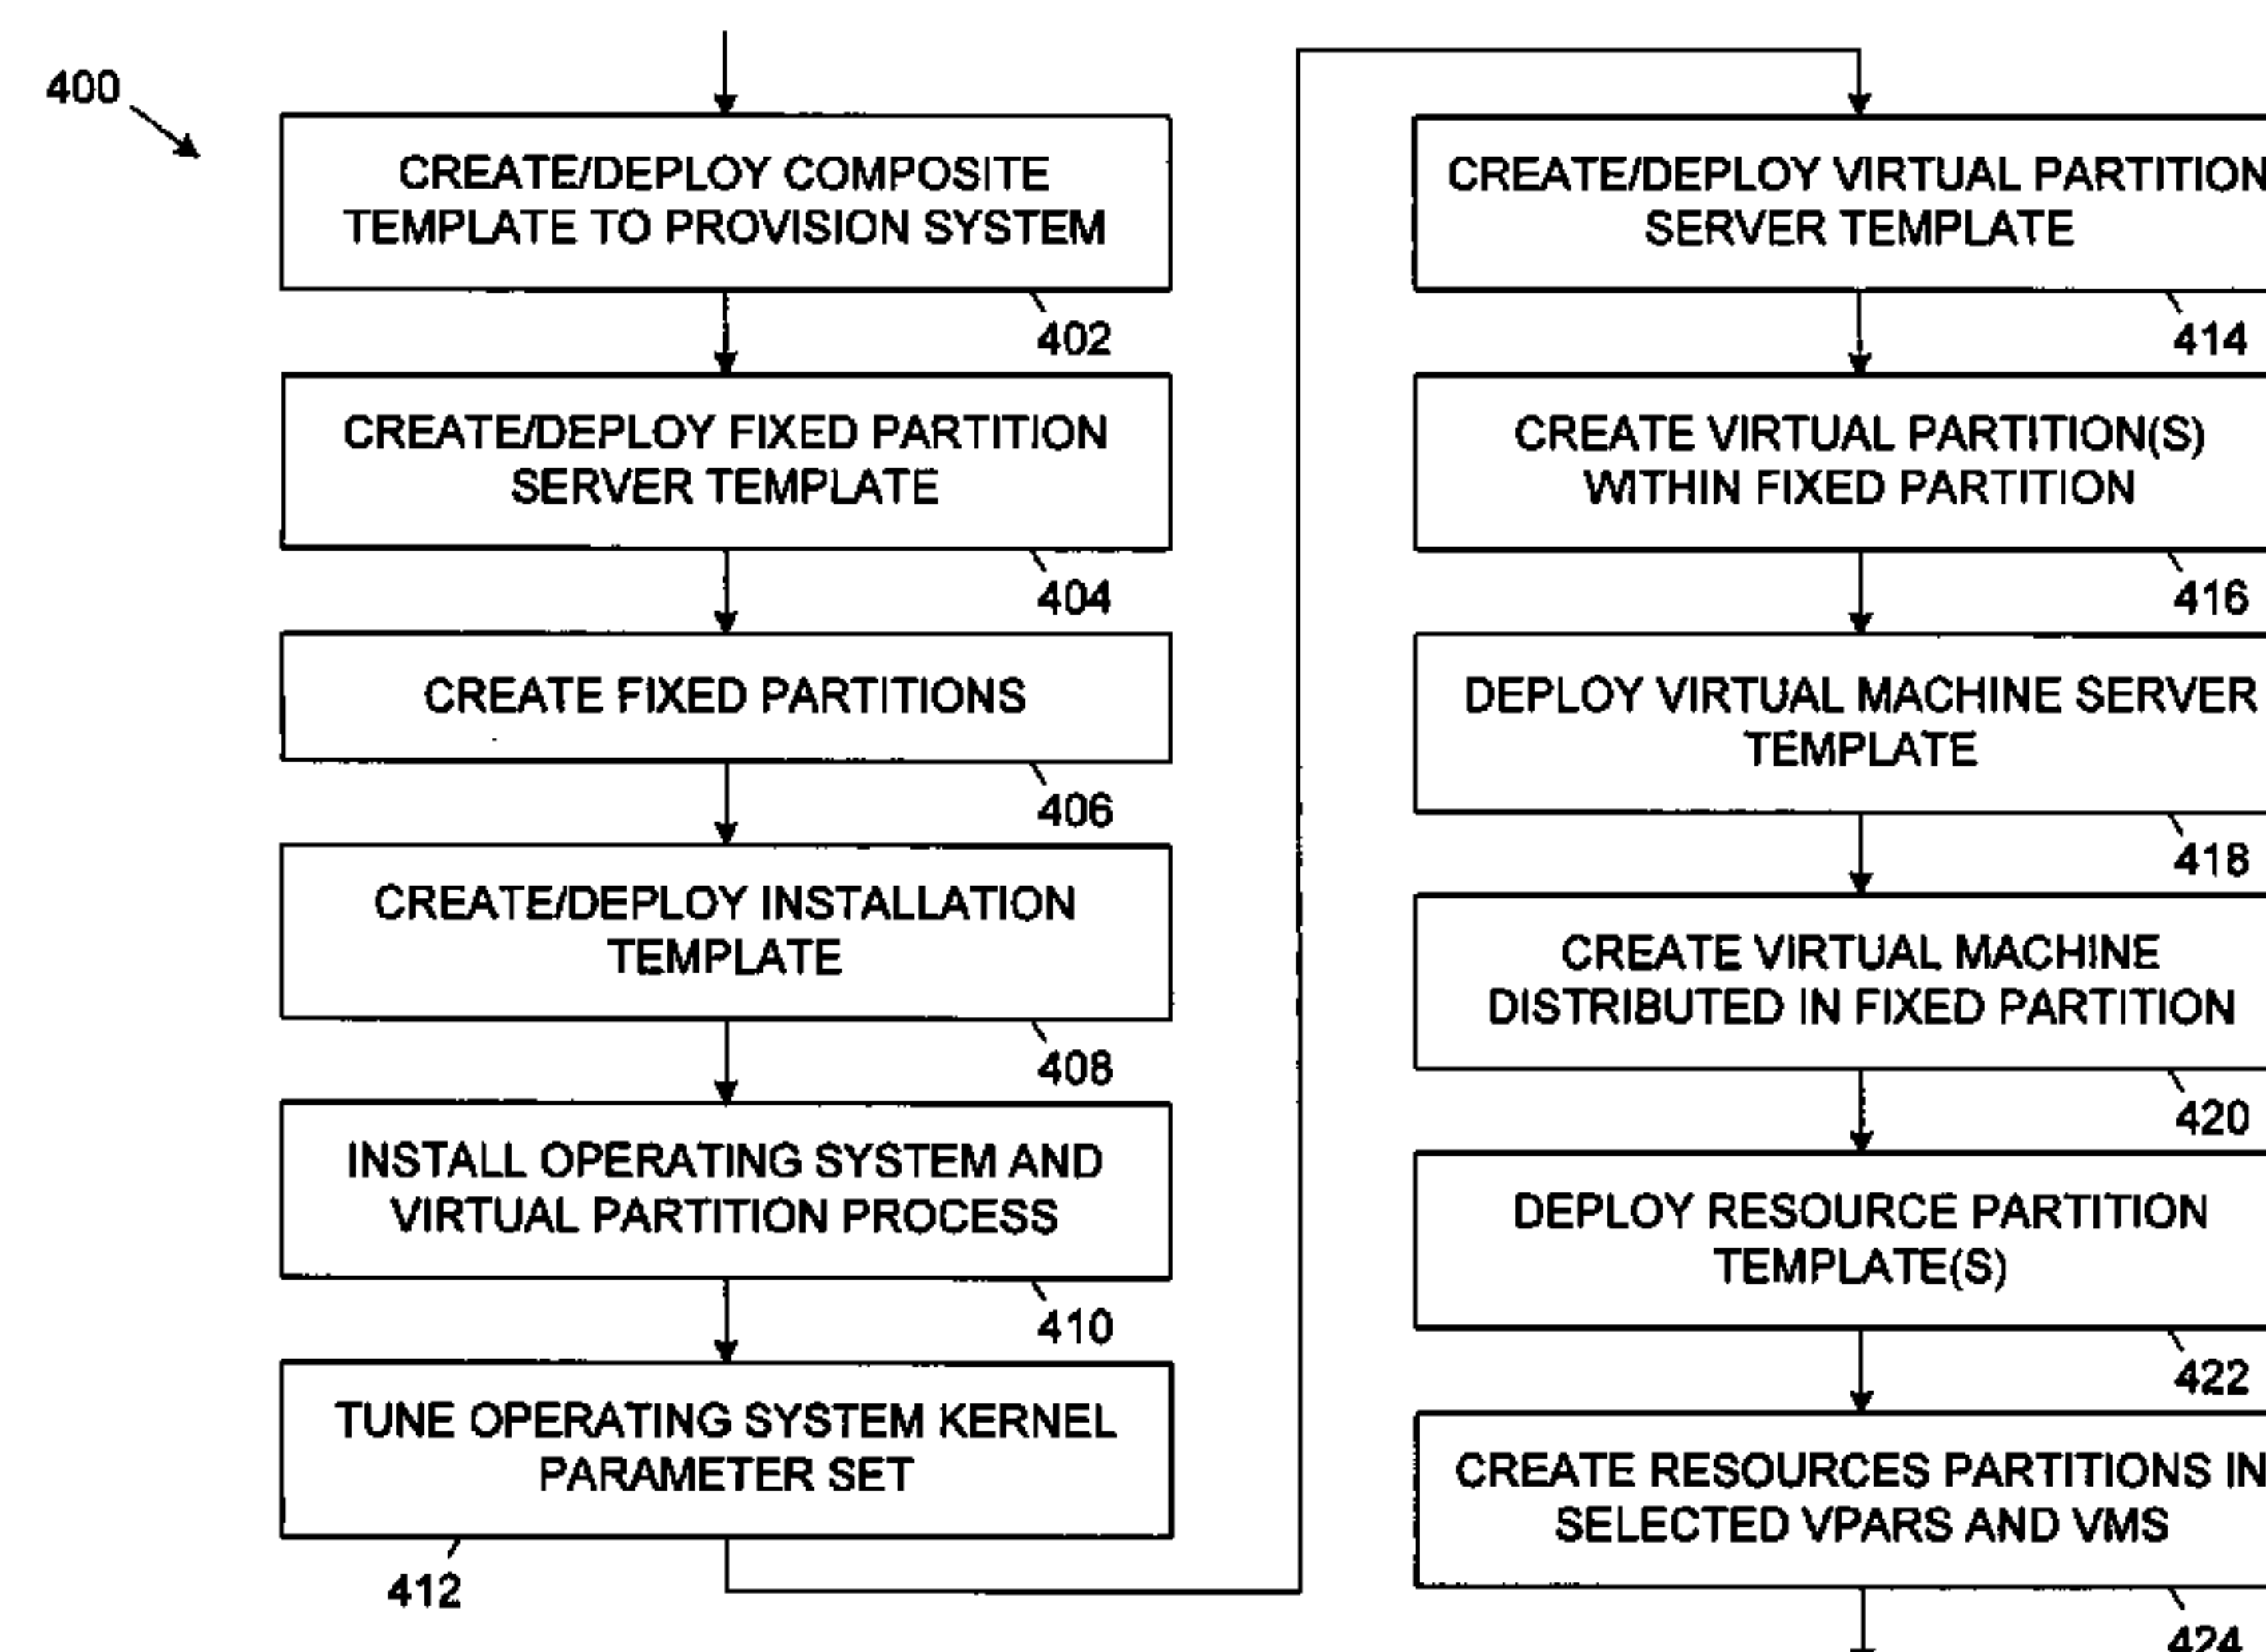 400
CREATE/DEPLOY COMPOSITE
TEMPLATE TO PROVISION SYSTEM
402
CREATE/DEPLOY FIXED PARTITION
SERVER TEMPLATE
404
CREATE FIXED PARTITIONS
406
CREATE/DEPLOY INSTALLATION
TEMPLATE
408
INSTALL OPERATING SYSTEM AND
VIRTUAL PARTITION PROCESS
410
TUNE OPERATING SYSTEM KERNEL
PARAMETER SET
412
CREATE/DEPLOY VIRTUAL PARTITION
SERVER TEMPLATE
414
CREATE VIRTUAL PARTITION(S)
WITHIN FIXED PARTITION
416
DEPLOY VIRTUAL MACHINE SERVER
TEMPLATE
418
CREATE VIRTUAL MACHINE
DISTRIBUTED IN FIXED PARTITION
420
DEPLOY RESOURCE PARTITION
TEMPLATE(S)
422
CREATE RESOURCES PARTITIONS IN
SELECTED VPARS AND VMS
424